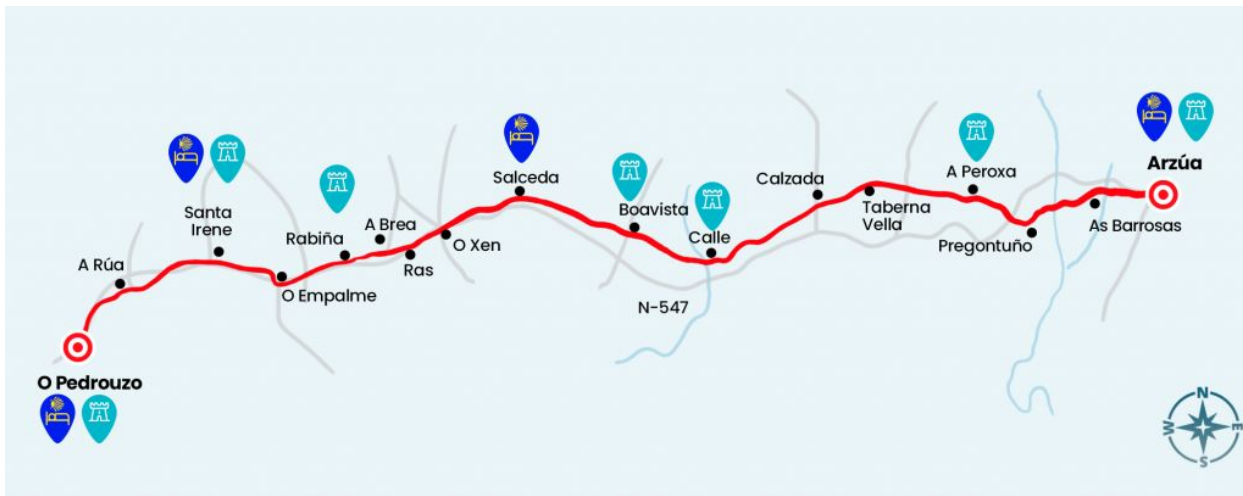 Arzúa
Salceda
A Peroxa
Calzada
Santa
Irene
Boavista
Taberna
Vella
As Barrosas
A Brea
Rabiña
O Xen
Calle
Pregontuño
A Rúa
Ras
O Empalme
N-547
O Pedrouzo
N
W
E
S